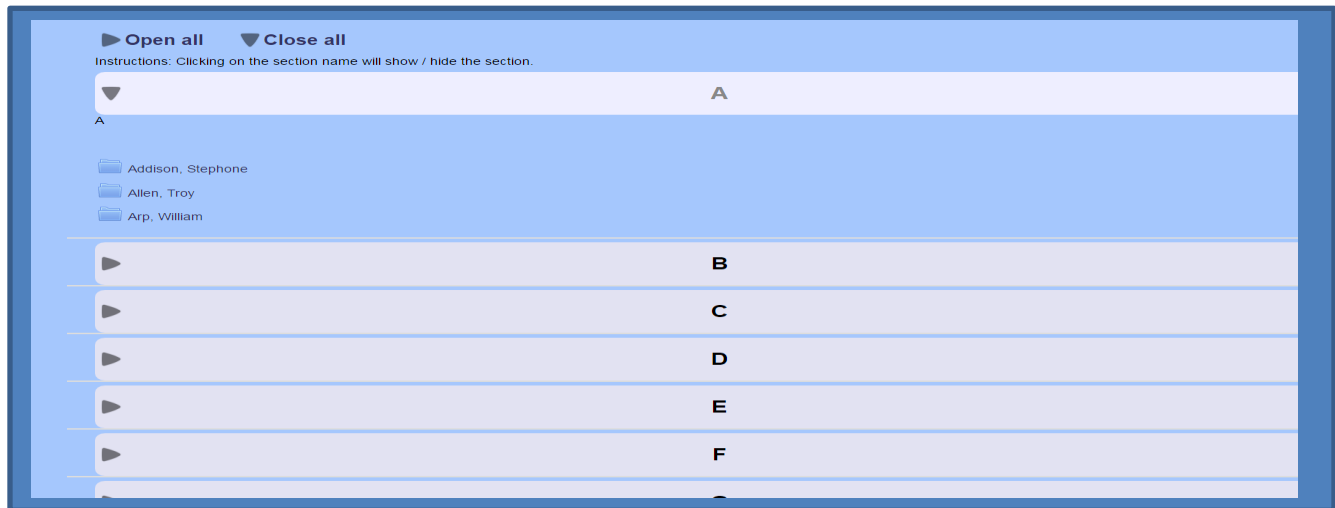 Open all Close all
Instructions: Clicking on the section name will show / hide the section.
A
A
Addison, Stephone
Allen, Troy
Arp, William
B
C
D
E
F